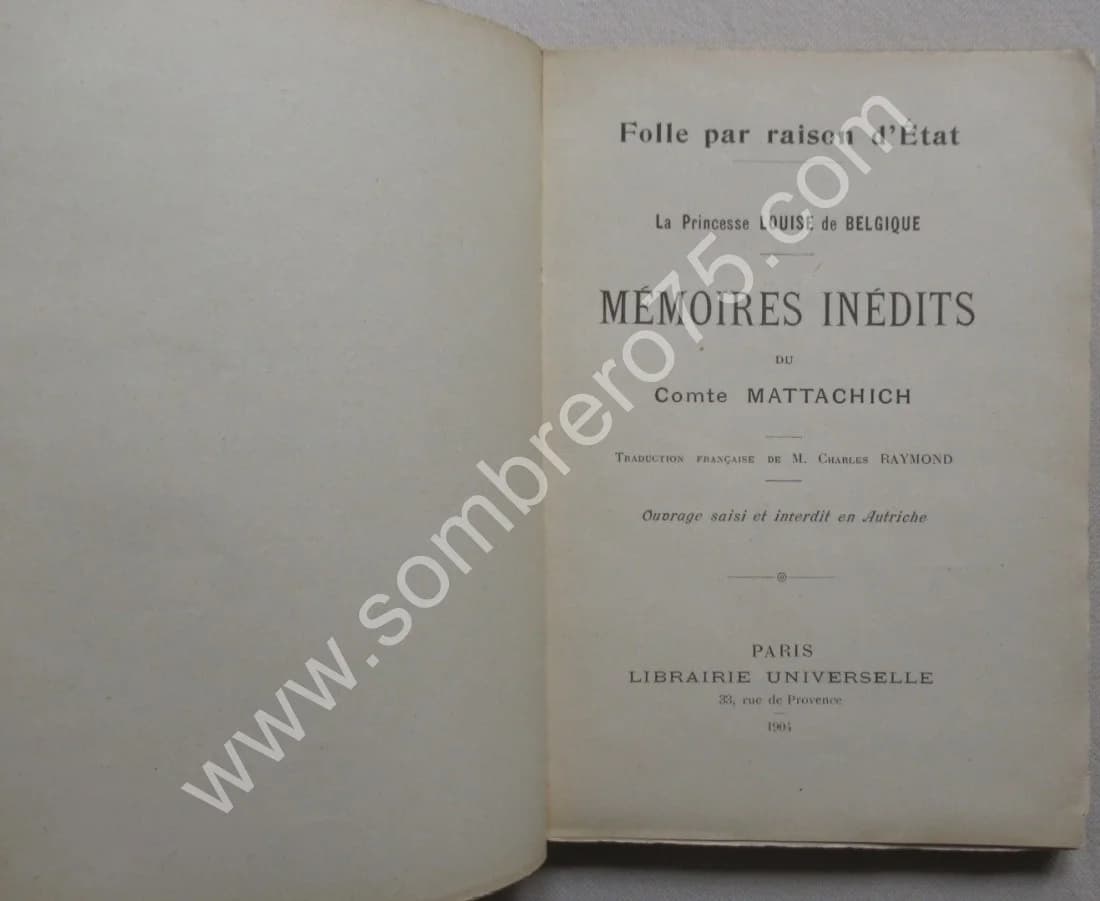 Folle par raison d'État
La Princesse LOUISE de BELGIQUE
MÉMOIRES INÉDITS
DU
Comte MATTACHICH
TRADUCTION FRANÇAISE DE M. CHARLES RAYMOND
Ouvrage saisi et interdit en Autriche
PARIS
LIBRAIRIE UNIVERSELLE
33, rue de Provence
1904
www.sombrero75.com